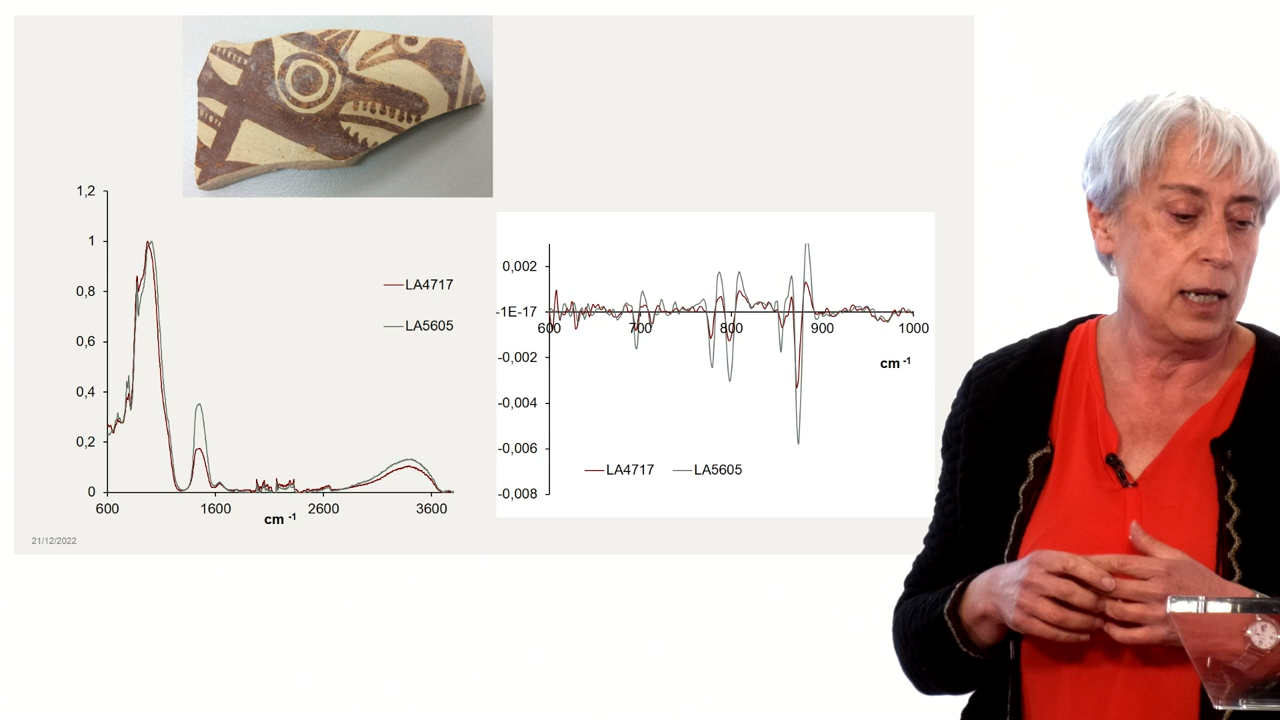 1,2
1
0,8
0,6
0,4
0,2
0
600 1600 2600 3600
cm -1
LA4717
LA5605
0,002
-1E-17
-0,002
-0,004
-0,006
-0,008
600 700 800 900 1000
cm -1
LA4717 LA5605
21/12/2022